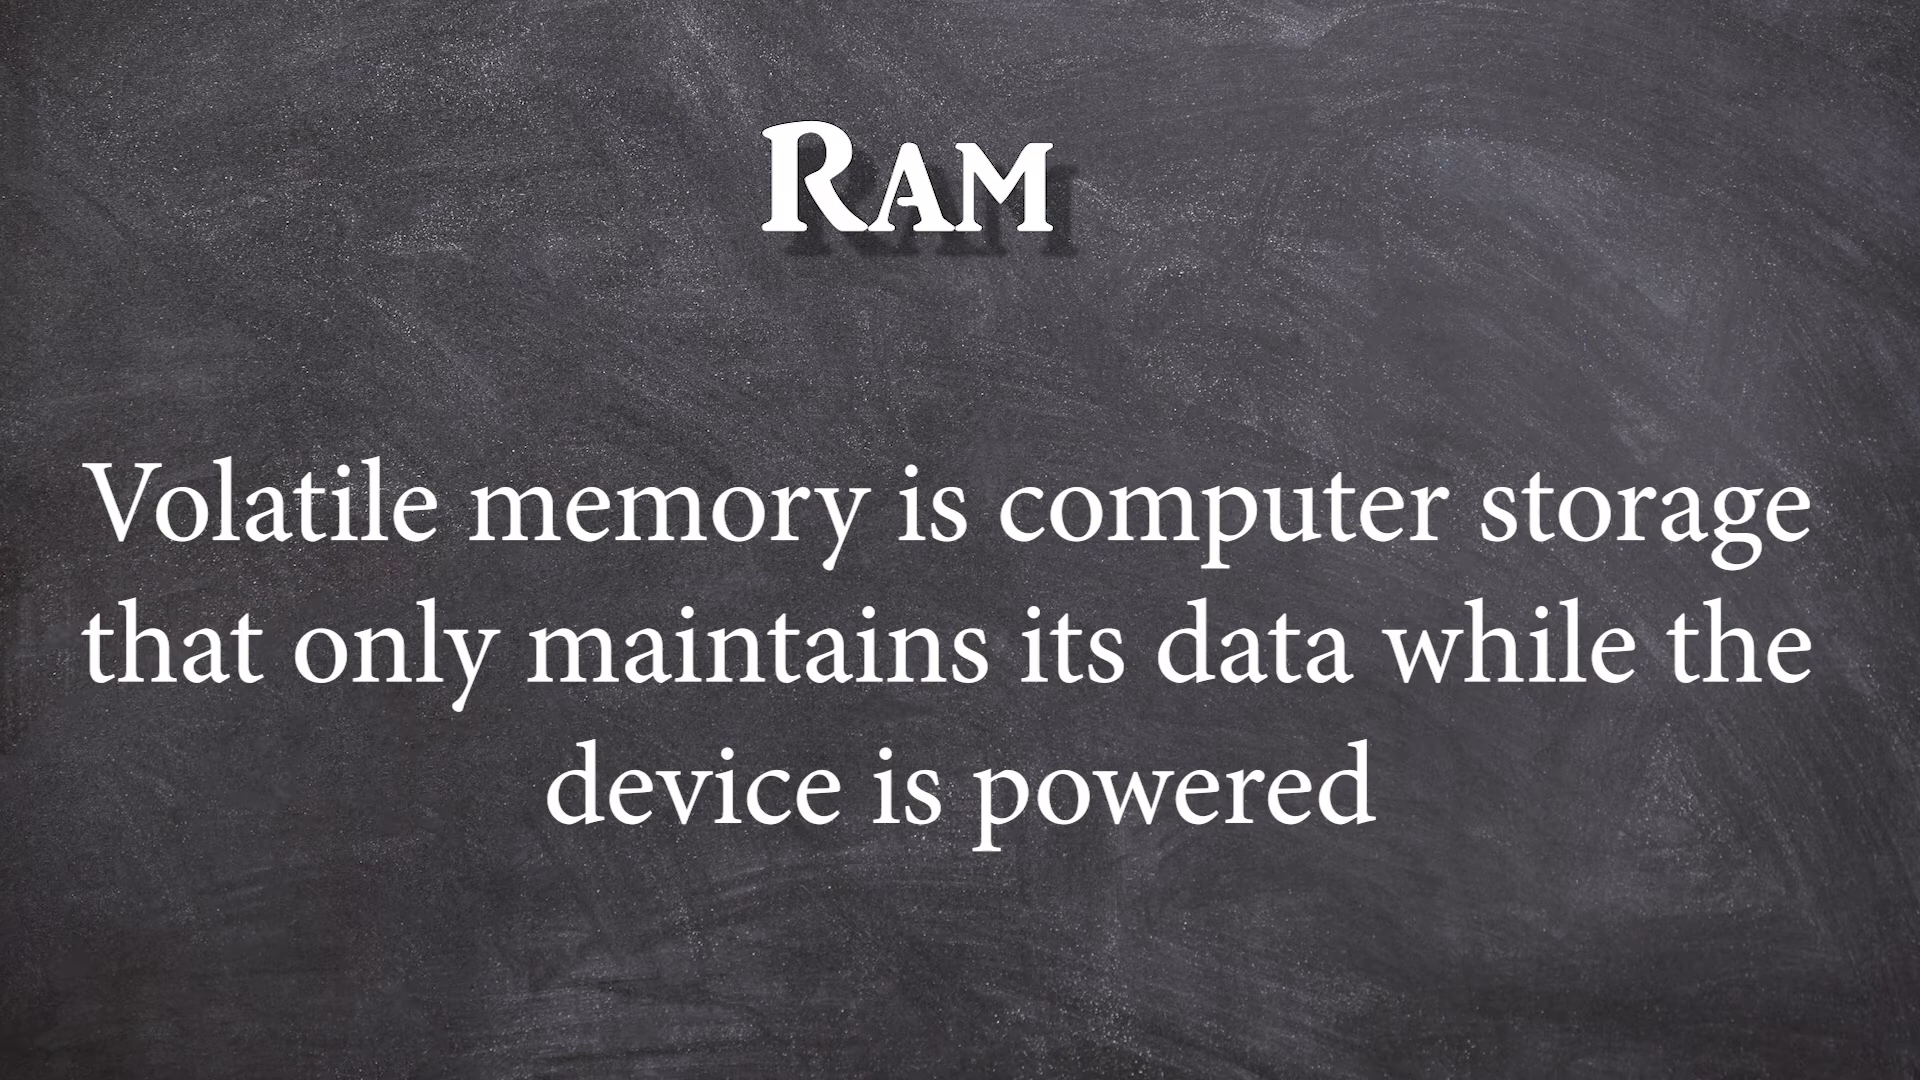 Ram
Volatile memory is computer storage
that only maintains its data while the
device is powered